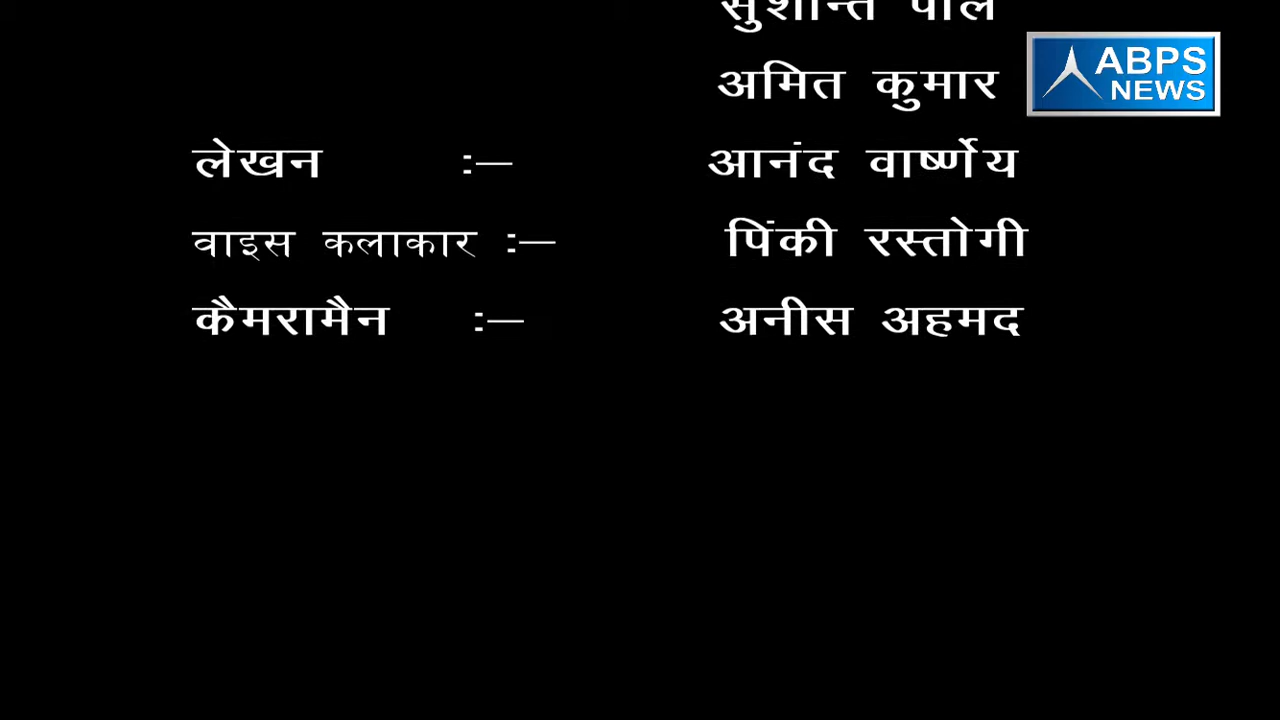 सुशान्त पाल
ABPS
NEWS
अमित कुमार
लेखन :— आनंद वार्ष्णेय
वाइस कलाकार :— पिंकी रस्तोगी
कैमरामैन :— अनीस अहमद